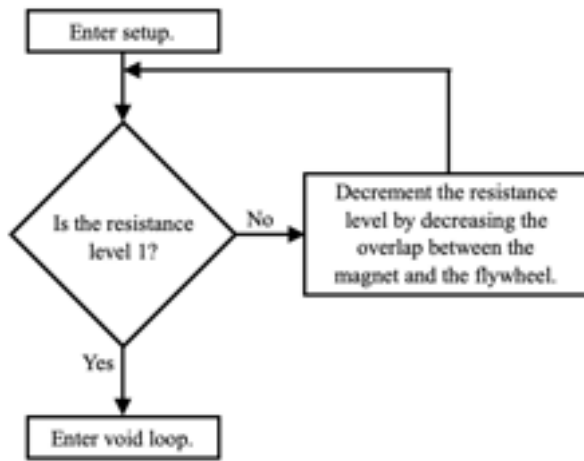 Enter setup.
Is the resistance
level 1?
No
Decrement the resistance
level by decreasing the
overlap between the
magnet and the flywheel.
Yes
Enter void loop.